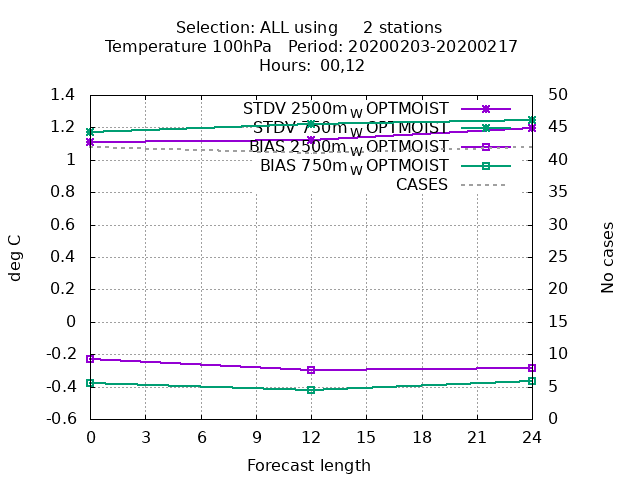 Selection: ALL using 2 stations
Temperature 100hPa Period: 20200203-20200217
Hours: 00,12
1.4
1.2
1
0.8
0.6
0.4
0.2
0
-0.2
-0.4
-0.6
deg C
STDV 2500m_W OPTMOIST
STDV 750m_W OPTMOIST
BIAS 2500m_W OPTMOIST
BIAS 750m_W OPTMOIST
CASES
50
45
40
35
30
25
20
15
10
5
0
No cases
0 3 6 9 12 15 18 21 24
Forecast length